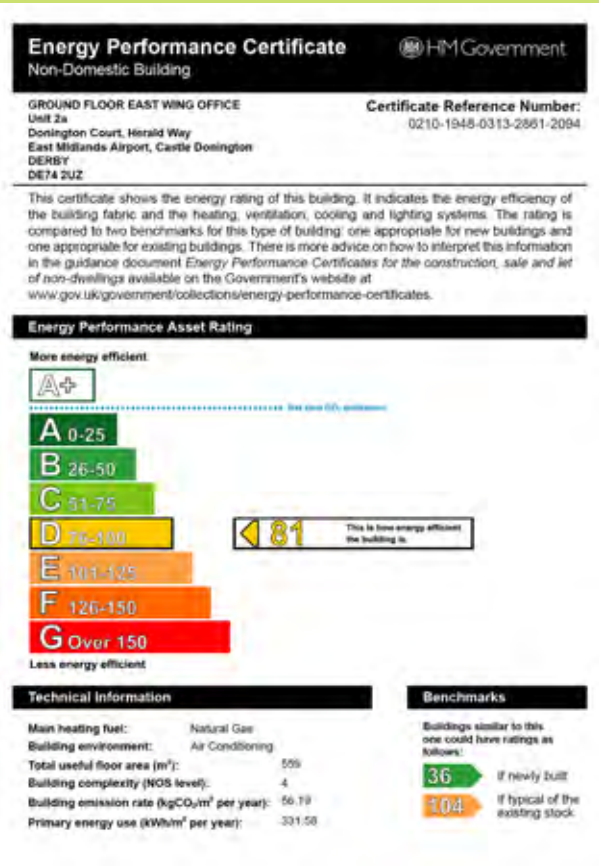 Energy Performance Certificate
HM Government
Non-Domestic Building
GROUND FLOOR EAST WING OFFICE
Unit 2a
Donington Court, Herald Way
East Midlands Airport, Castle Donington
DERBY
DE74 2UZ
Certificate Reference Number:
0210-1948-0313-2861-2094
This certificate shows the energy rating of this building. It indicates the energy efficiency of
the building fabric and the heating, ventilation, cooling and lighting systems. The rating is
compared to two benchmarks for this type of building: one appropriate for new buildings and
one appropriate for existing buildings. There is more advice on how to interpret this information
in the guidance document Energy Performance Certificates for the construction, sale and let
of non-dwellings available on the Government's website at
www.gov.uk/government/collections/energy-performance-certificates.
Energy Performance Asset Rating
More energy efficient
A+
Net zero CO₂ emissions
A 0-25
B 26-50
C 51-75
D 76-100
81
This is how energy efficient
the building is.
E 101-125
F 126-150
G Over 150
Less energy efficient
Technical Information
Main heating fuel: Natural Gas
Building environment: Air Conditioning
Total useful floor area (m²): 559
Building complexity (NOS level): 4
Building emission rate (kgCO₂/m² per year): 56.19
Primary energy use (kWh/m² per year): 331.58
Benchmarks
Buildings similar to this
one could have ratings as
follows:
36 If newly built
104 If typical of the
existing stock